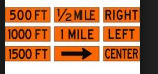 500 FT ½ MILE RIGHT
1000 FT 1 MILE LEFT
1500 FT CENTER